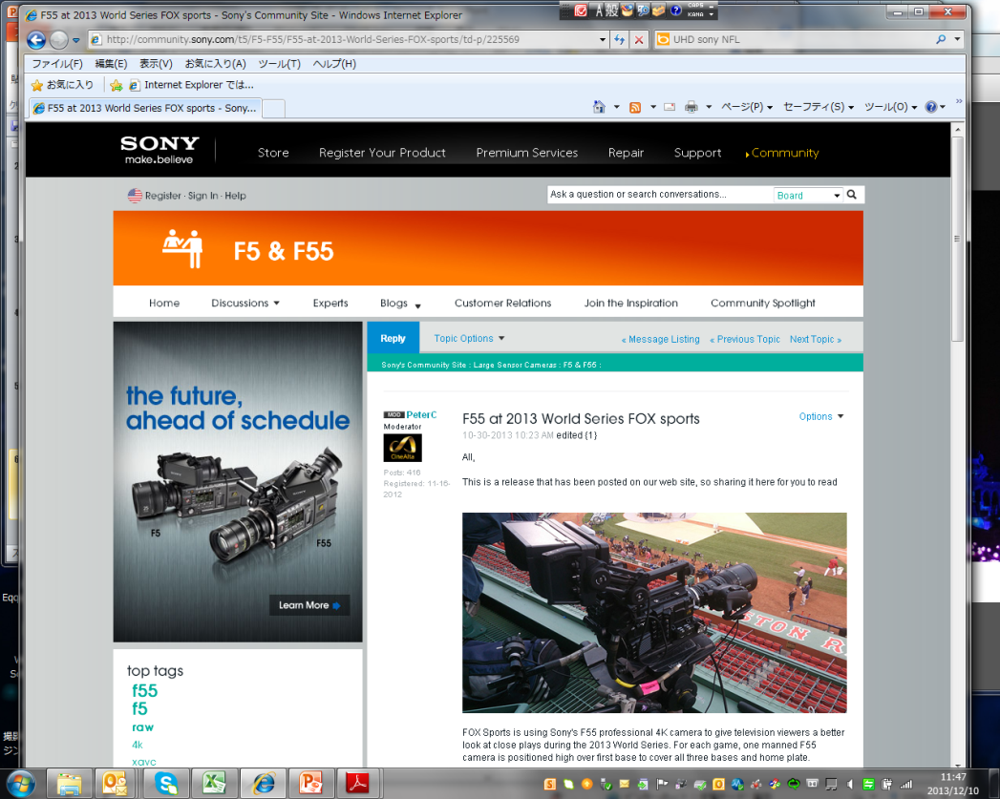 F55 at 2013 World Series FOX sports - Sony's Community Site - Windows Internet Explorer
A 般
CAPS
KANA
http://community.sony.com/t5/F5-F55/F55-at-2013-World-Series-FOX-sports/td-p/225569
UHD sony NFL
ファイル(F) 編集(E) 表示(V) お気に入り(A) ツール(T) ヘルプ(H)
お気に入り Internet Explorer では...
F55 at 2013 World Series FOX sports - Sony...
ページ(P) セーフティ(S) ツール(O)
SONY
make.believe
Store Register Your Product Premium Services Repair Support Community
Register · Sign In · Help
Ask a question or search conversations...
Board
F5 & F55
Home Discussions Experts Blogs Customer Relations Join the Inspiration Community Spotlight
Reply Topic Options « Message Listing « Previous Topic Next Topic »
Sony's Community Site : Large Sensor Cameras : F5 & F55 :
the future,
ahead of schedule
F5
F55
Learn More
MOD PeterC
Moderator
CineAlta
Posts: 416
Registered: 11-16-
2012
F55 at 2013 World Series FOX sports
Options
10-30-2013 10:23 AM edited {1}
All,
This is a release that has been posted on our web site, so sharing it here for you to read
STON R
FOX Sports is using Sony's F55 professional 4K camera to give television viewers a better
look at close plays during the 2013 World Series. For each game, one manned F55
camera is positioned high over first base to cover all three bases and home plate.
top tags
f55
f5
raw
4k
xavc
11:47
2013/12/10